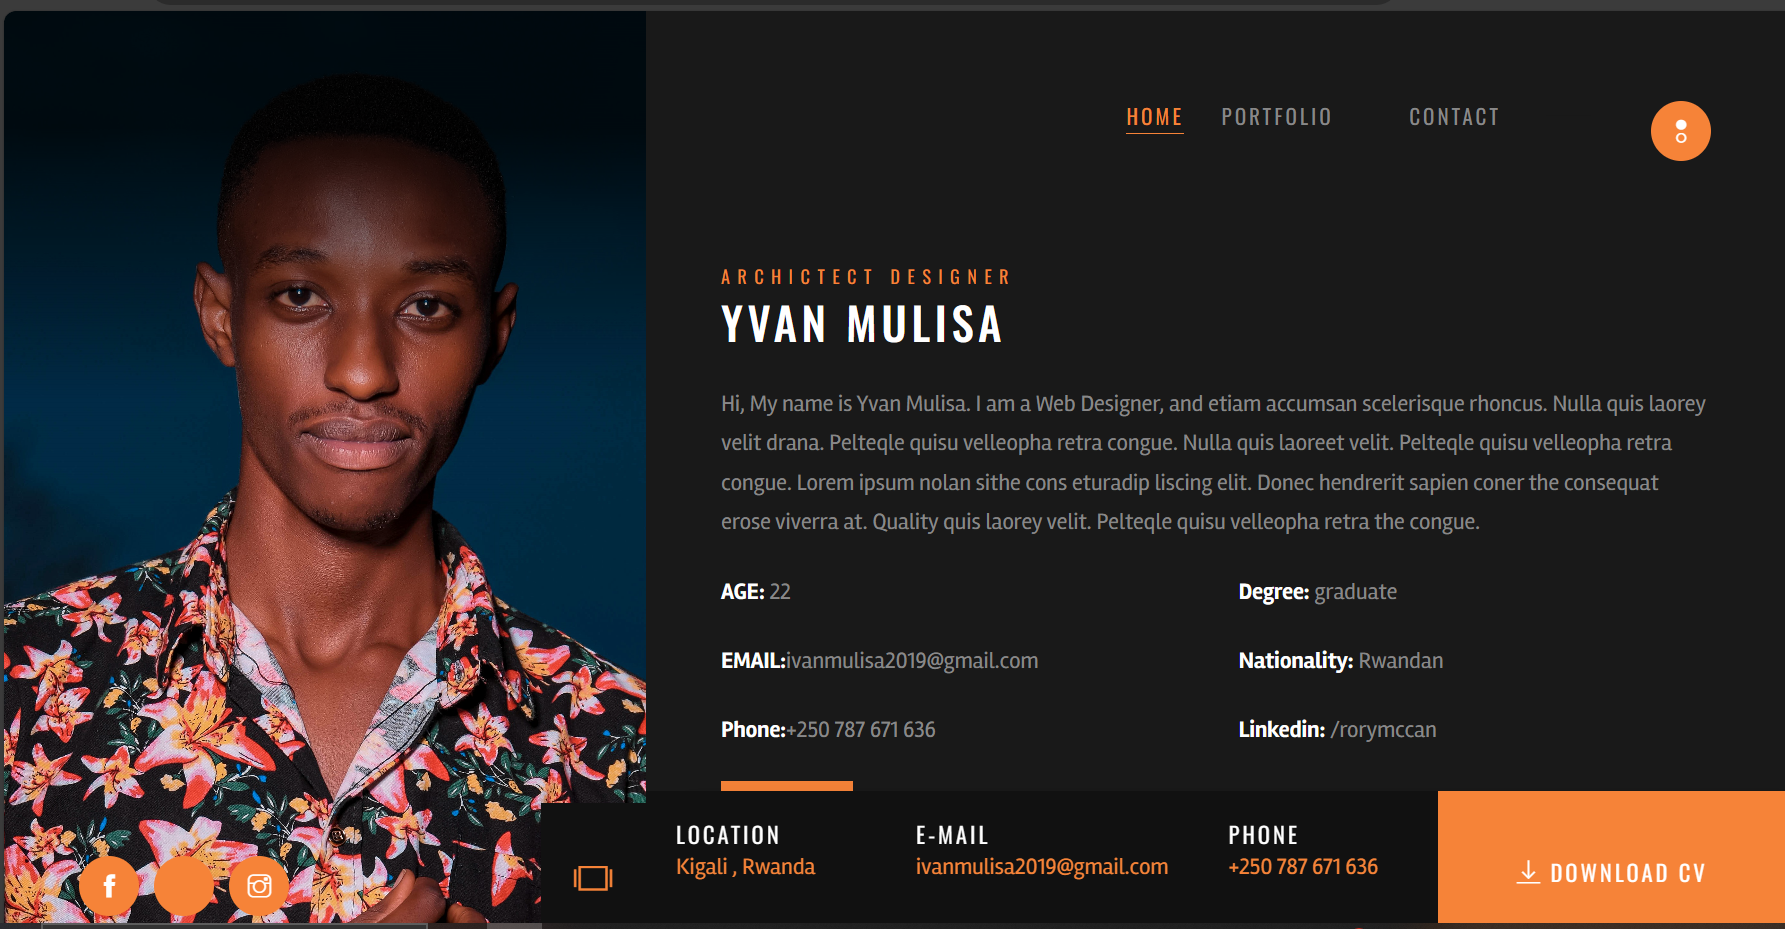 HOME PORTFOLIO CONTACT
ARCHICTECT DESIGNER
YVAN MULISA
Hi, My name is Yvan Mulisa. I am a Web Designer, and etiam accumsan scelerisque rhoncus. Nulla quis laorey
velit drana. Pelteqle quisu velleopha retra congue. Nulla quis laoreet velit. Pelteqle quisu velleopha retra
congue. Lorem ipsum nolan sithe cons eturadip liscing elit. Donec hendrerit sapien coner the consequat
erose viverra at. Quality quis laorey velit. Pelteqle quisu velleopha retra the congue.
AGE: 22
Degree: graduate
EMAIL:ivanmulisa2019@gmail.com
Nationality: Rwandan
Phone:+250 787 671 636
Linkedin: /rorymccan
LOCATION
Kigali , Rwanda
E-MAIL
ivanmulisa2019@gmail.com
PHONE
+250 787 671 636
DOWNLOAD CV